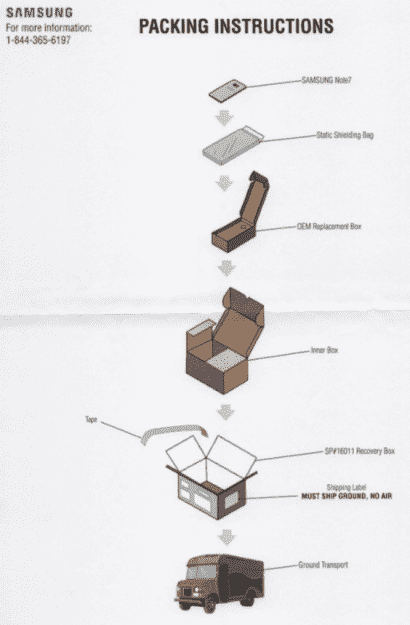 SAMSUNG
For more information:
1-844-365-6197
PACKING INSTRUCTIONS
SAMSUNG Note7
Static Shielding Bag
OEM Replacement Box
Inner Box
Tape
SP#16011 Recovery Box
Shipping Label
MUST SHIP GROUND, NO AIR
Ground Transport